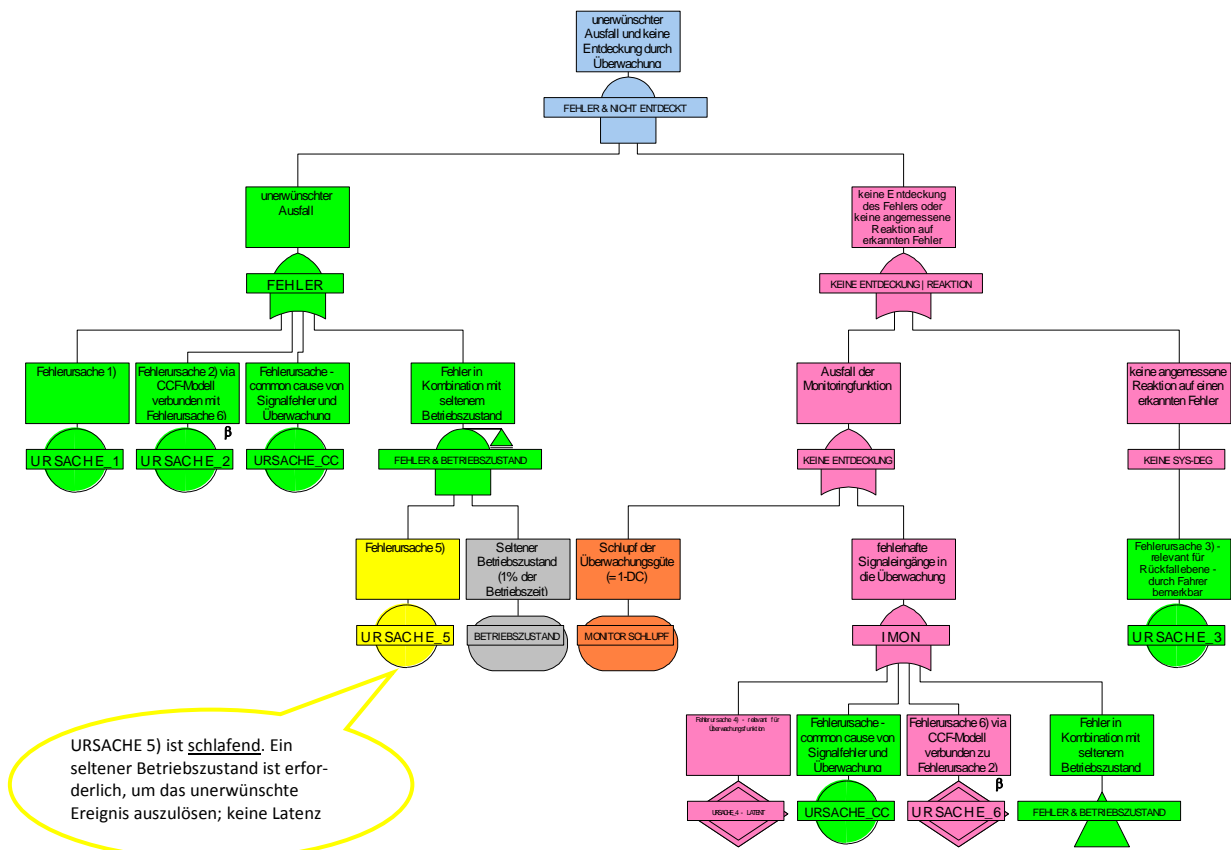 unerwünschter
Ausfall und keine
Entdeckung durch
Überwachung
FEHLER & NICHT ENTDECKT
unerwünschter
Ausfall
FEHLER
keine Entdeckung
des Fehlers oder
keine angemessene
Reaktion auf
erkannten Fehler
KEINE ENTDECKUNG | REAKTION
Fehlerursache 1)
URSACHE_1
Fehlerursache 2) via
CCF-Modell
verbunden mit
Fehlerursache 6)
β
URSACHE_2
Fehlerursache -
common cause von
Signalfehler und
Überwachung
URSACHE_CC
Fehler in
Kombination mit
seltenem
Betriebszustand
FEHLER & BETRIEBSZUSTAND
Ausfall der
Monitoringfunktion
KEINE ENTDECKUNG
keine angemessene
Reaktion auf einen
erkannten Fehler
KEINE SYS-DEG
Fehlerursache 5)
URSACHE_5
Seltener
Betriebszustand
(1% der
Betriebszeit)
BETRIEBSZUSTAND
Schlupf der
Überwachungsgüte
(= 1-DC)
MONITOR SCHLUPF
fehlerhafte
Signaleingänge in
die Überwachung
IMON
Fehlerursache 3) -
relevant für
Rückfallebene -
durch Fahrer
bemerkbar
URSACHE_3
Fehlerursache 4) - relevant für
Überwachungsfunktion
URSACHE_4 - LATENT
Fehlerursache -
common cause von
Signalfehler und
Überwachung
URSACHE_CC
Fehlerursache 6) via
CCF-Modell
verbunden zu
Fehlerursache 2)
β
URSACHE_6
Fehler in
Kombination mit
seltenem
Betriebszustand
FEHLER & BETRIEBSZUSTAND
URSACHE 5) ist schlafend. Ein
seltener Betriebszustand ist erfor-
derlich, um das unerwünschte
Ereignis auszulösen; keine Latenz